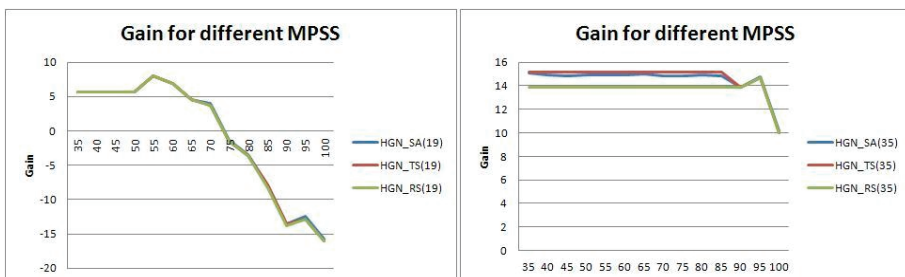 Gain for different MPSS
10
5
0
-5
-10
-15
-20
Gain
35 40 45 50 55 60 65 70 75 80 85 90 95 100
HGN_SA(19)
HGN_TS(19)
HGN_RS(19)
Gain for different MPSS
16
14
12
10
8
6
4
2
0
Gain
35 40 45 50 55 60 65 70 75 80 85 90 95 100
HGN_SA(35)
HGN_TS(35)
HGN_RS(35)